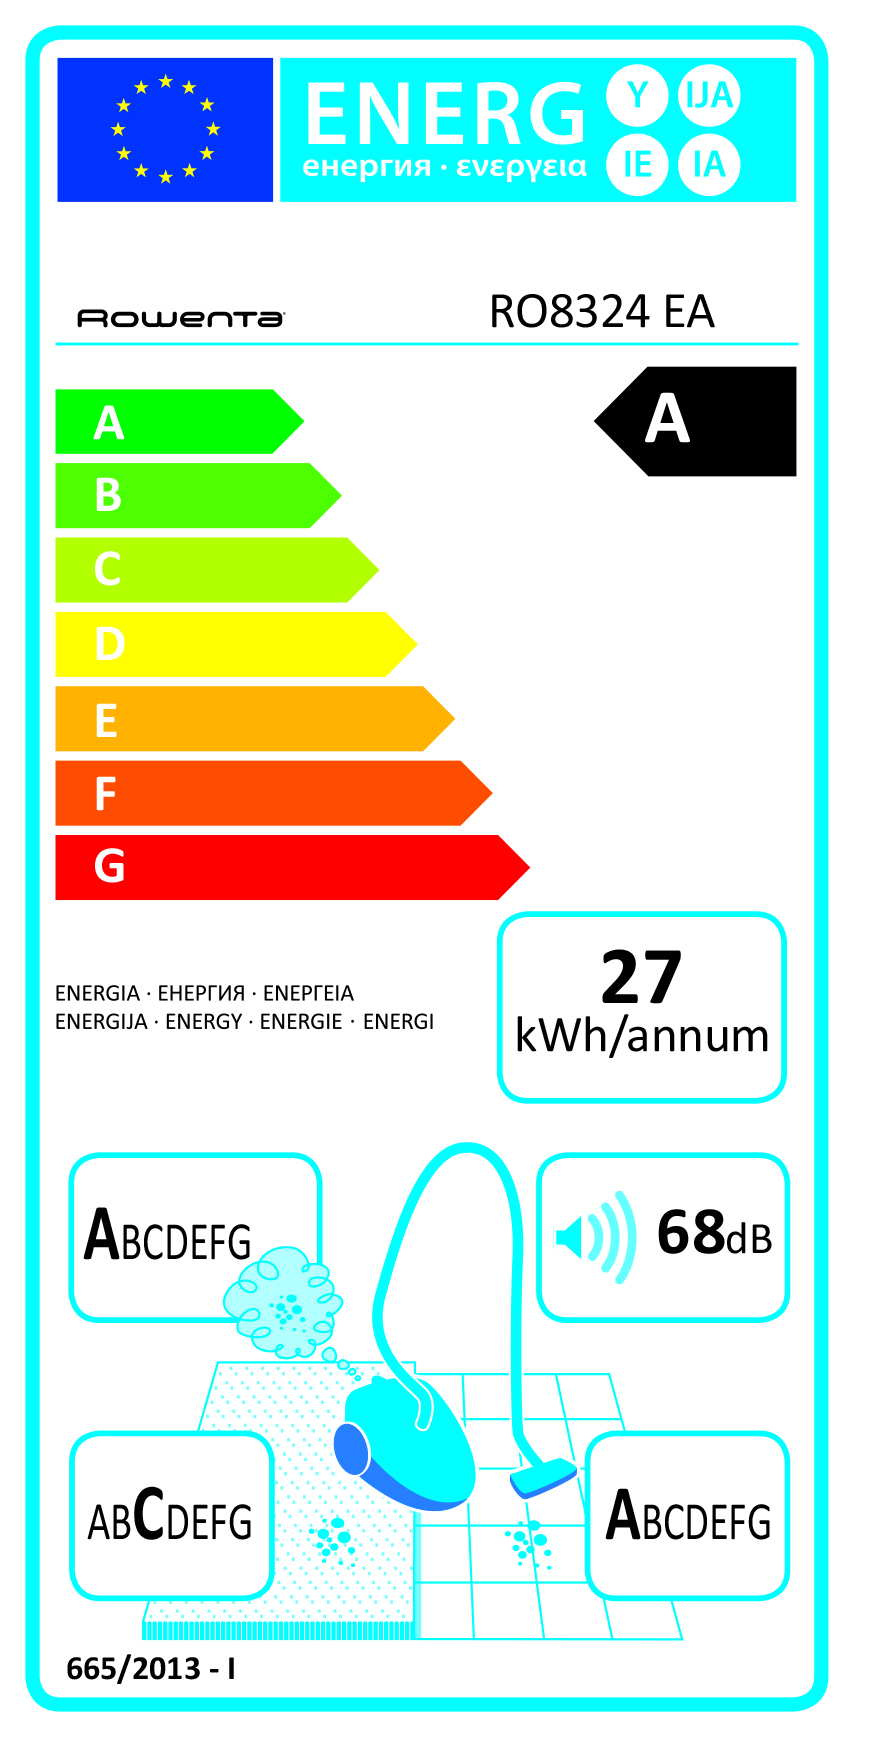 ENERG
Y
IJA
IE
IA
енергия · ενεργεια
Rowenta
RO8324 EA
A
A
B
C
D
E
F
G
27
kWh/annum
ENERGIA · ЕНЕРГИЯ · ΕΝΕΡΓΕΙΑ
ENERGIJA · ENERGY · ENERGIE · ENERGI
ABCDEFG
68dB
ABCDEFG
ABCDEFG
665/2013 - I